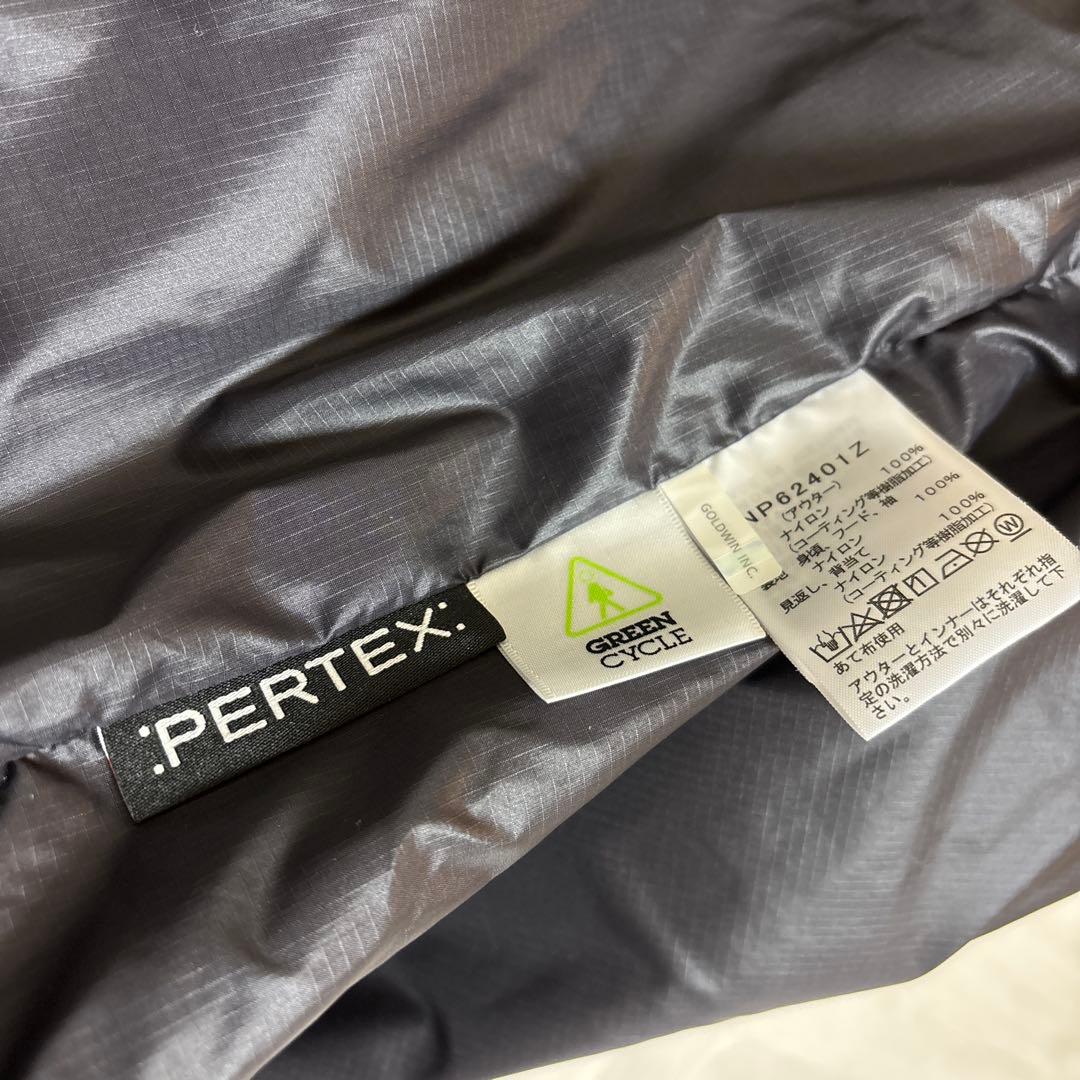 :PERTEX:
GREEN
CYCLE
GOLDWIN INC.
NP62401Z
(アウター)
ナイロン 100%
(コーティング等樹脂加工)
身頃、フード、袖
ナイロン 100%
見返し、背当て
ナイロン 100%
(コーティング等樹脂加工)
W
あて布使用
アウターとインナーはそれぞれ指
定の洗濯方法で別々に洗濯して下
さい。